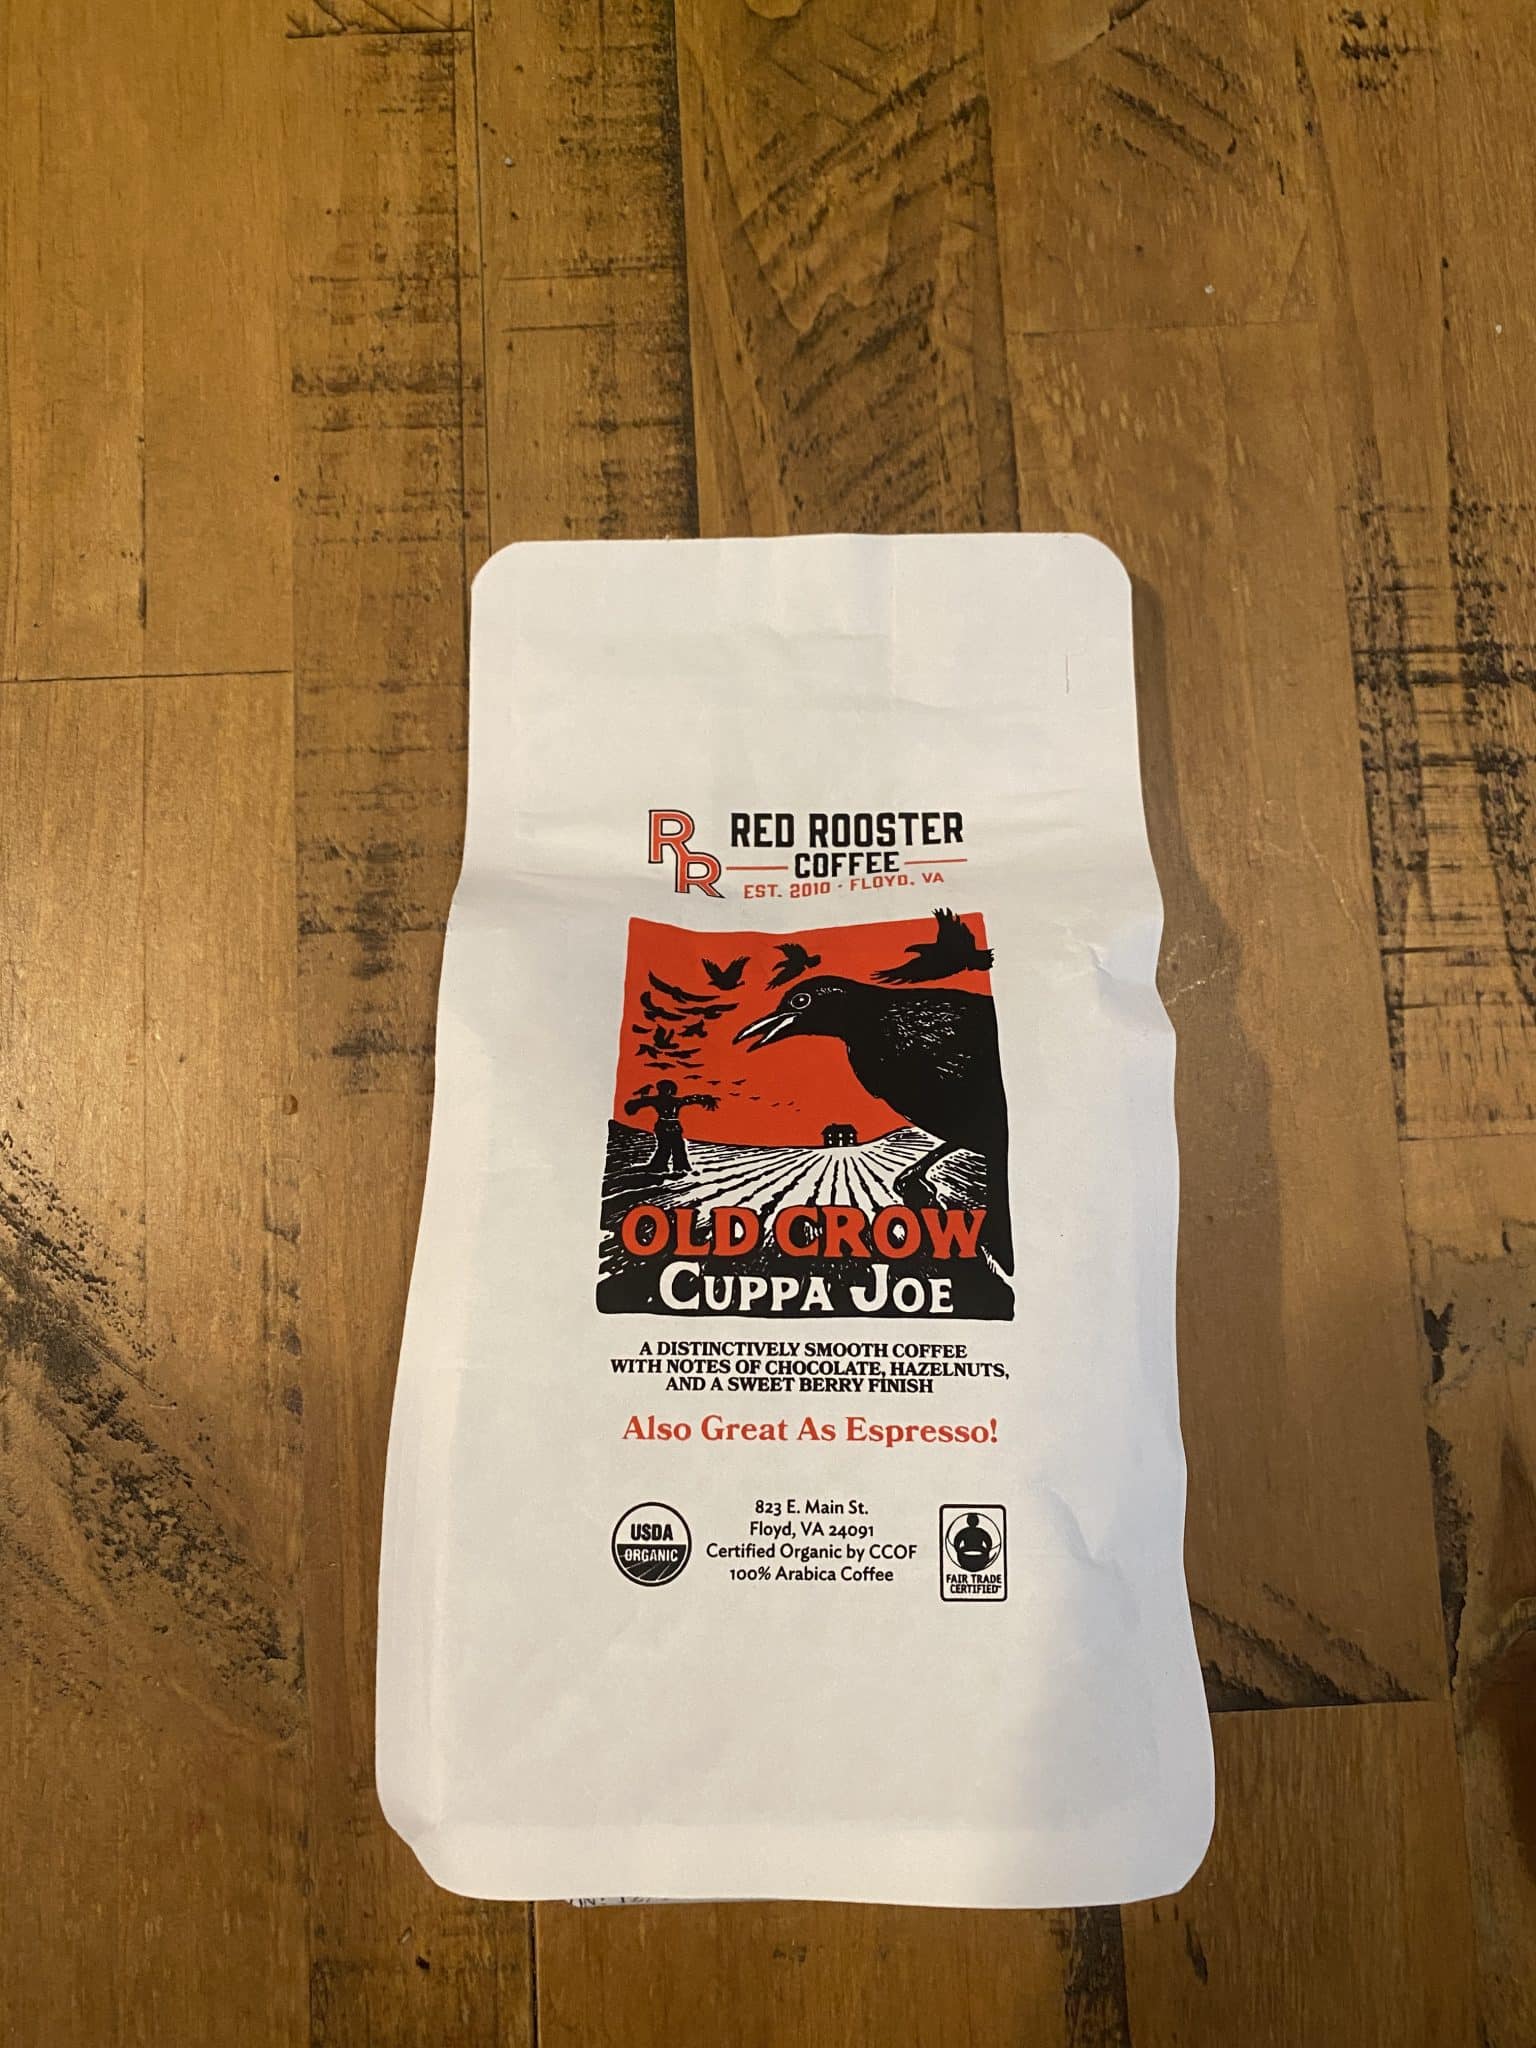 RR
RED ROOSTER
COFFEE
EST. 2010 · FLOYD, VA
OLD CROW
CUPPA JOE
A DISTINCTIVELY SMOOTH COFFEE
WITH NOTES OF CHOCOLATE, HAZELNUTS,
AND A SWEET BERRY FINISH
Also Great As Espresso!
USDA
ORGANIC
823 E. Main St.
Floyd, VA 24091
Certified Organic by CCOF
100% Arabica Coffee
FAIR TRADE
CERTIFIED™